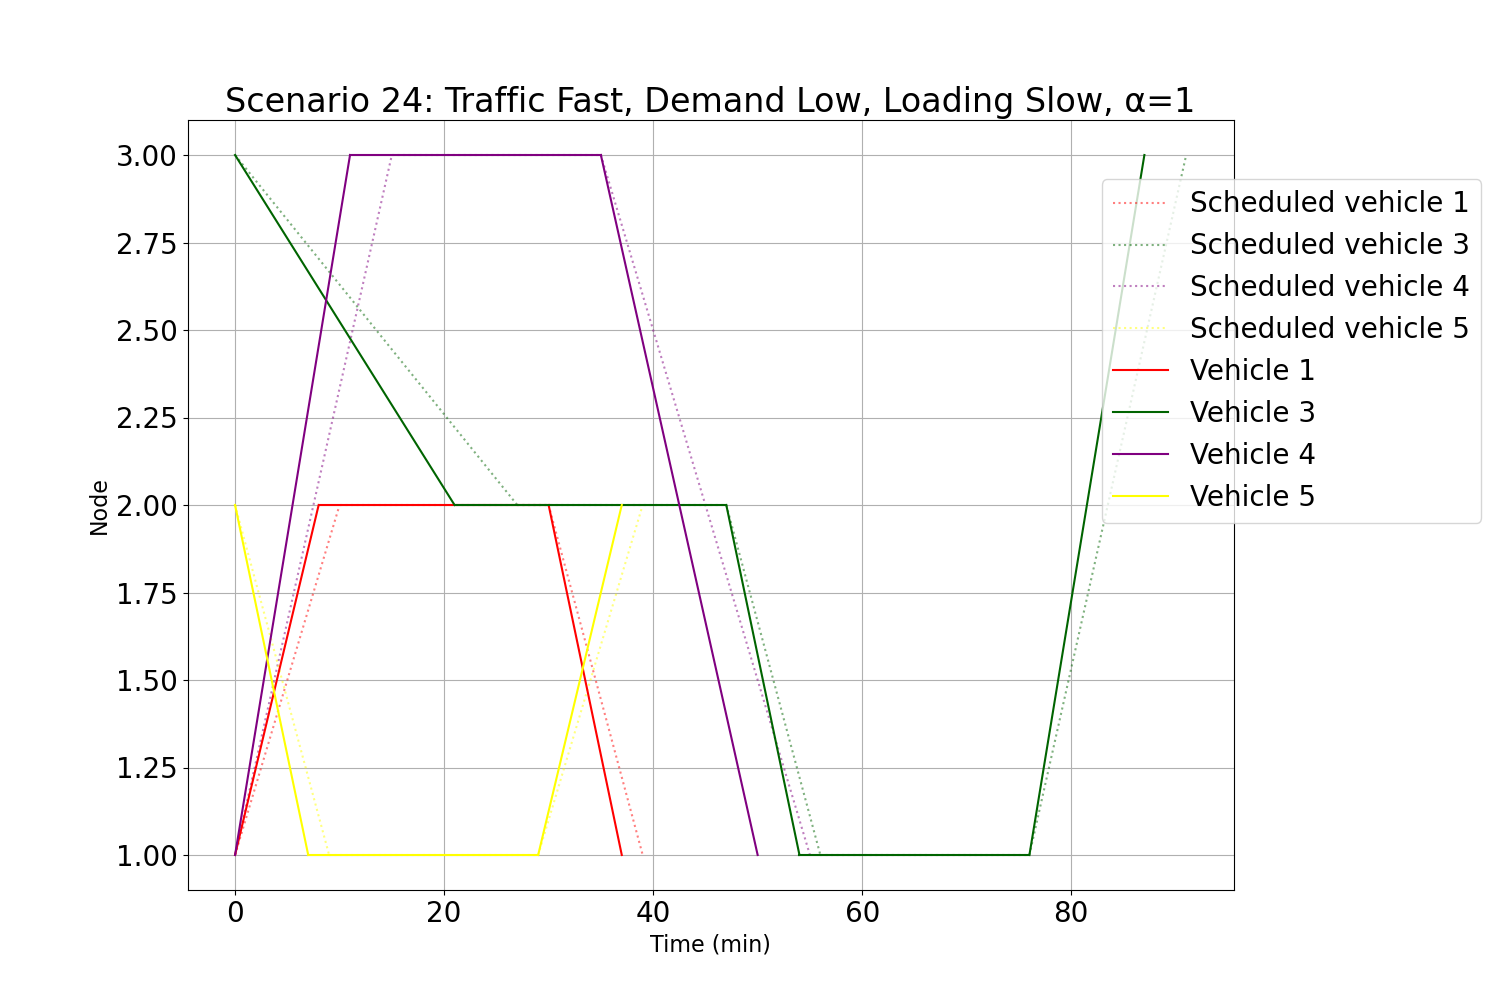 Scenario 24: Traffic Fast, Demand Low, Loading Slow, α=1
3.00
2.75
2.50
2.25
2.00
1.75
1.50
1.25
1.00
Node
0 20 40 60 80
Time (min)
Scheduled vehicle 1
Scheduled vehicle 3
Scheduled vehicle 4
Scheduled vehicle 5
Vehicle 1
Vehicle 3
Vehicle 4
Vehicle 5